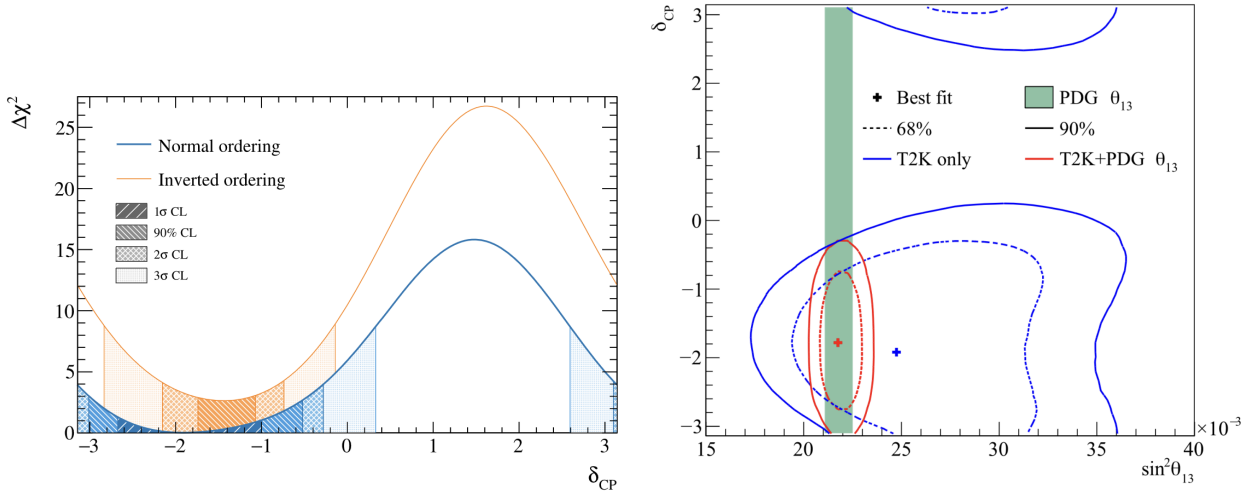 Δχ²
25
20
15
10
5
0
Normal ordering
Inverted ordering
1σ CL
90% CL
2σ CL
3σ CL
−3 −2 −1 0 1 2 3
δCP
δCP
3
2
1
0
−1
−2
−3
Best fit PDG θ13
68% 90%
T2K only T2K+PDG θ13
15 20 25 30 35 40
×10⁻³
sin²θ13